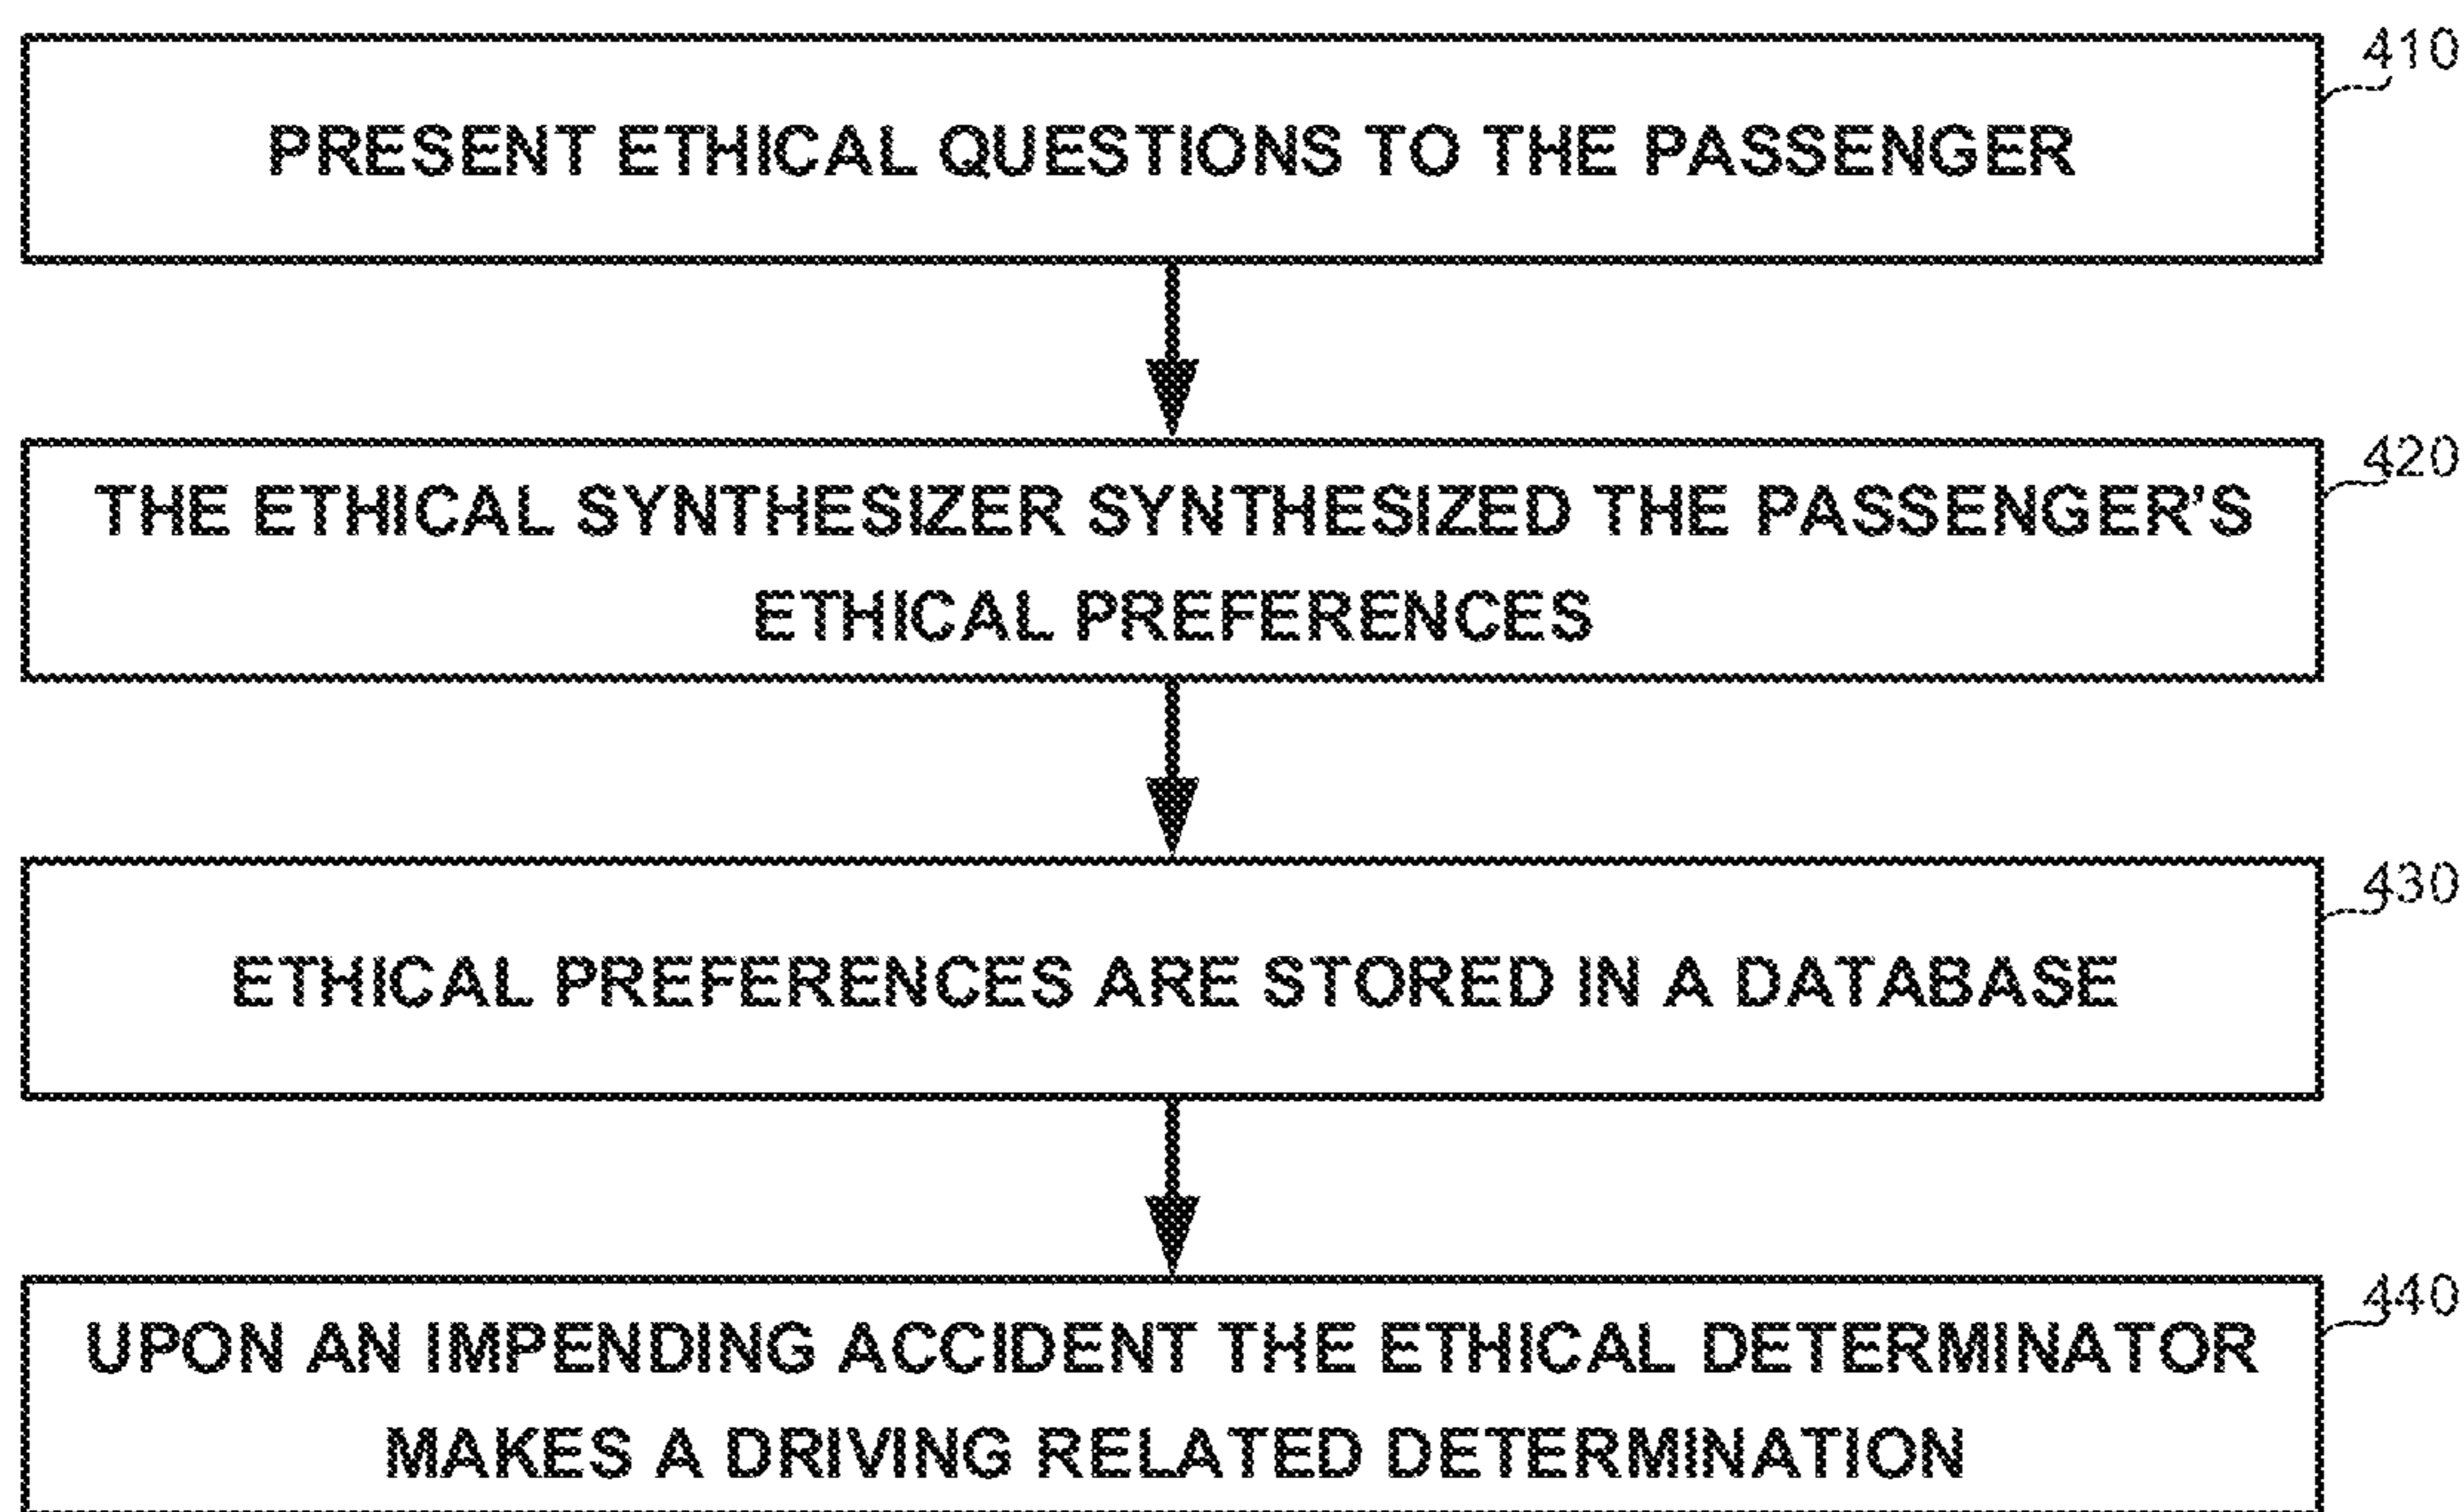 410
PRESENT ETHICAL QUESTIONS TO THE PASSENGER
420
THE ETHICAL SYNTHESIZER SYNTHESIZED THE PASSENGER'S
ETHICAL PREFERENCES
430
ETHICAL PREFERENCES ARE STORED IN A DATABASE
440
UPON AN IMPENDING ACCIDENT THE ETHICAL DETERMINATOR
MAKES A DRIVING RELATED DETERMINATION